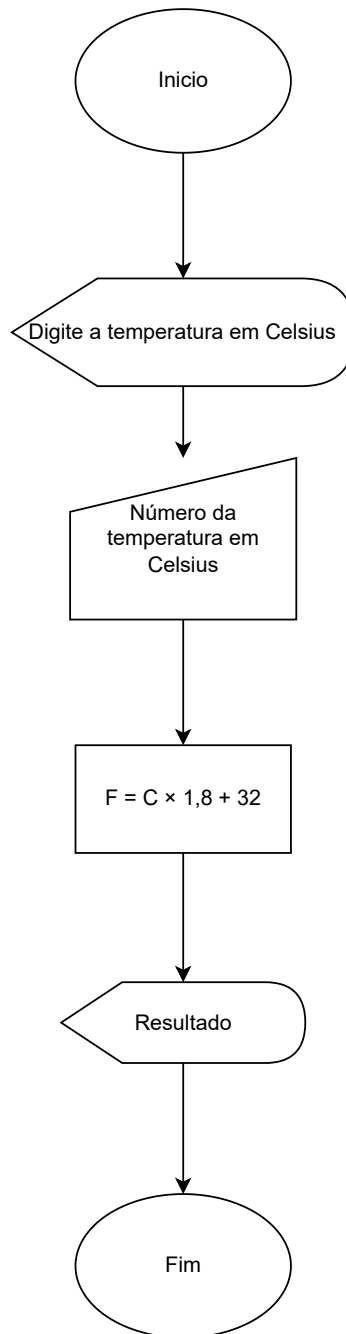 Inicio
Digite a temperatura em Celsius
Número da
temperatura em
Celsius
F = C × 1,8 + 32
Resultado
Fim